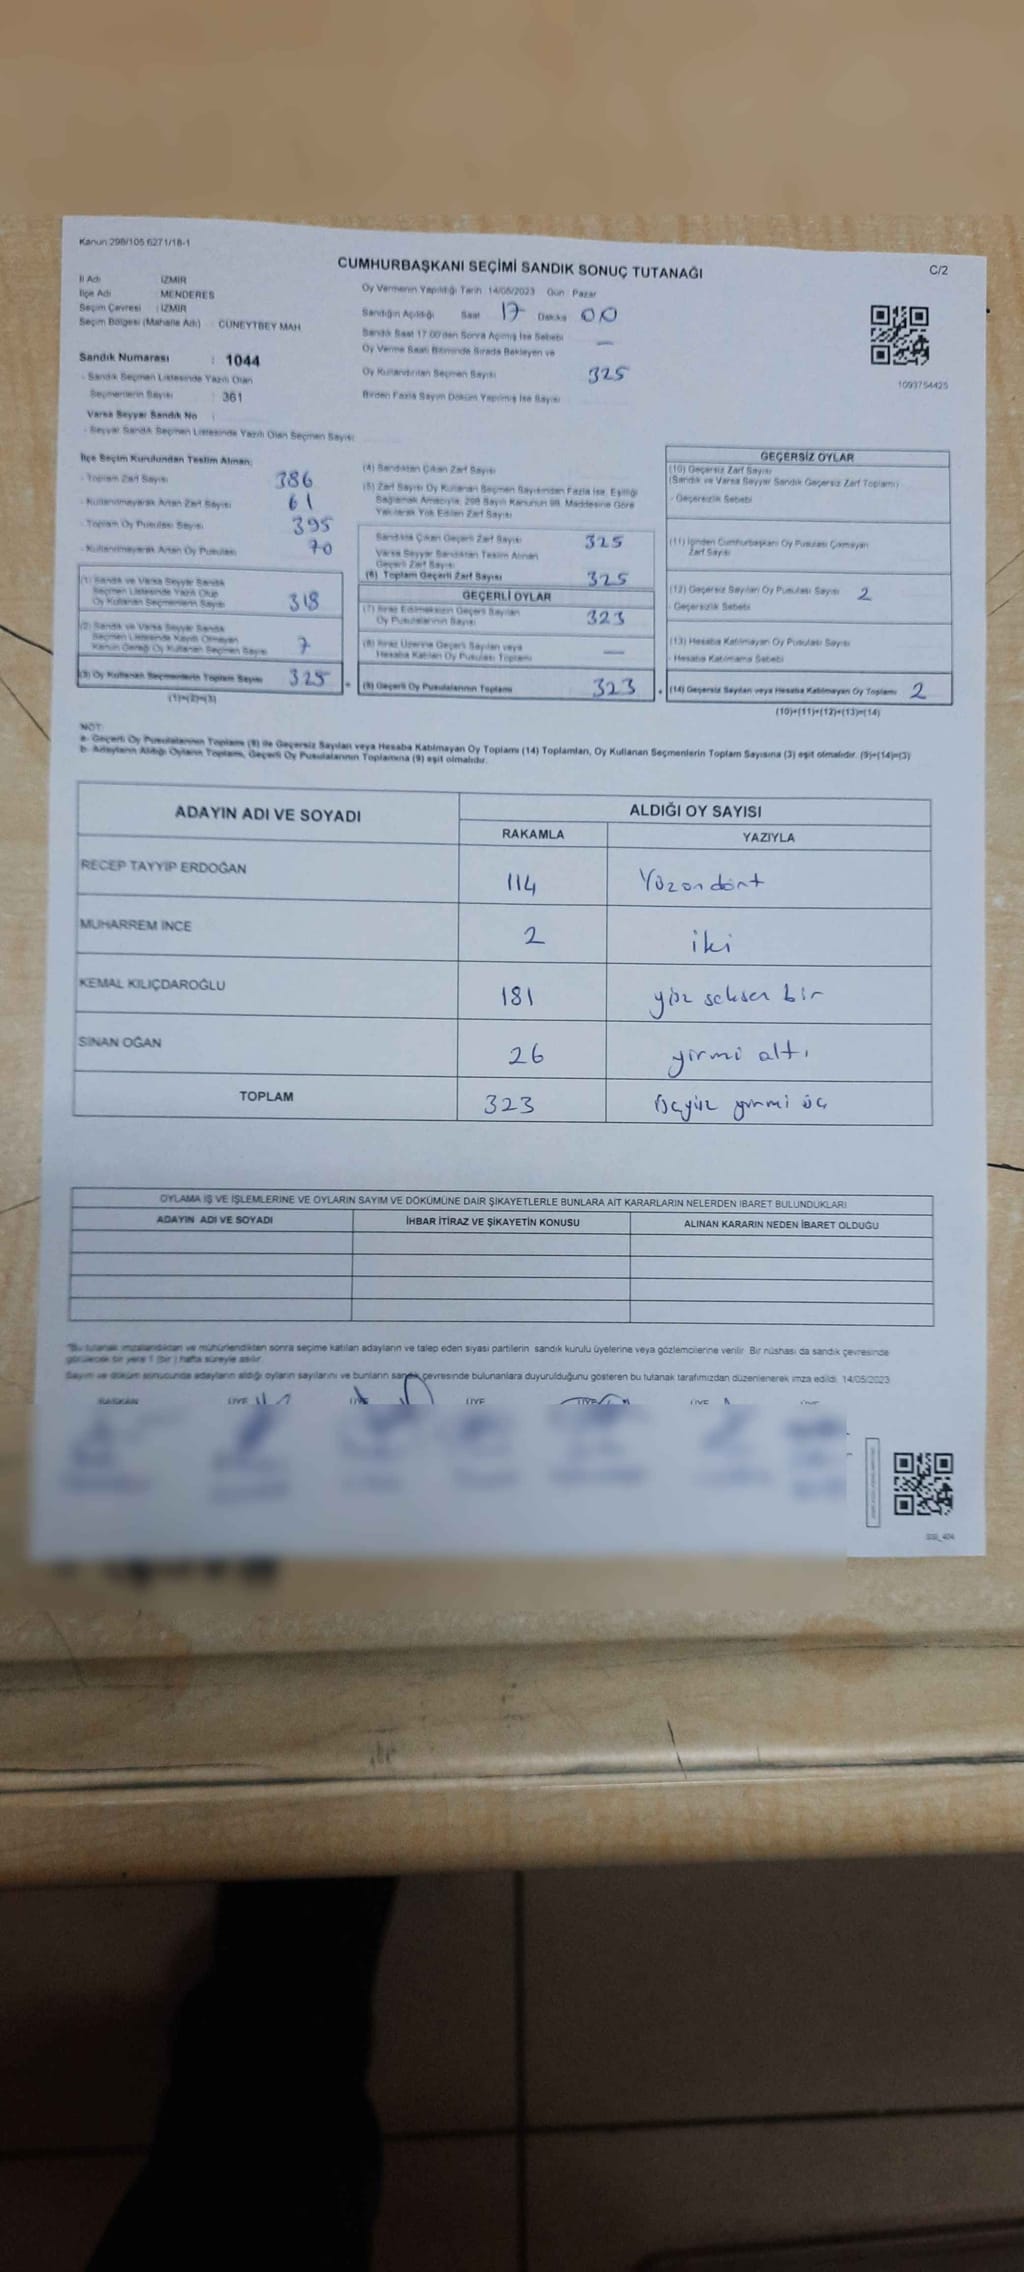 Kanun:298/105 6271/18-1
CUMHURBAŞKANI SEÇİMİ SANDIK SONUÇ TUTANAĞI
C/2
İl Adı : İZMİR
İlçe Adı : MENDERES
Seçim Çevresi : İZMİR
Seçim Bölgesi (Mahalle Adı) : CÜNEYTBEY MAH
Sandık Numarası : 1044
- Sandık Seçmen Listesinde Yazılı Olan
Seçmenlerin Sayısı : 361
Varsa Seyyar Sandık No :
- Seyyar Sandık Seçmen Listesinde Yazılı Olan Seçmen Sayısı:
Oy Vermenin Yapıldığı Tarih: 14/05/2023 Gün : Pazar
Sandığın Açıldığı Saat 17 Dakika 00
Sandık Saat 17.00'den Sonra Açılmış İse Sebebi —
Oy Verme Saati Bitiminde Sırada Bekleyen ve
Oy Kullandırılan Seçmen Sayısı 325
Birden Fazla Sayım Döküm Yapılmış İse Sayısı
1093754425
İlçe Seçim Kurulundan Teslim Alınan;
- Toplam Zarf Sayısı 386
- Kullanılmayarak Artan Zarf Sayısı 61
- Toplam Oy Pusulası Sayısı 395
- Kullanılmayarak Artan Oy Pusulası 70
(1) Sandık ve Varsa Seyyar Sandık
Seçmen Listesinde Yazılı Olup
Oy Kullanan Seçmenlerin Sayısı 318
(2) Sandık ve Varsa Seyyar Sandık
Seçmen Listesinde Kayıtlı Olmayan
Kanun Gereği Oy Kullanan Seçmen Sayısı 7
(3) Oy Kullanan Seçmenlerin Toplam Sayısı 325
(1)+(2)=(3)
(4) Sandıktan Çıkan Zarf Sayısı
(5) Zarf Sayısı Oy Kullanan Seçmen Sayısından Fazla İse, Eşitliği
Sağlamak Amacıyla, 298 Sayılı Kanunun 98. Maddesine Göre
Yakılarak Yok Edilen Zarf Sayısı
Sandıkta Çıkan Geçerli Zarf Sayısı 325
Varsa Seyyar Sandıktan Teslim Alınan
Geçerli Zarf Sayısı
(6) Toplam Geçerli Zarf Sayısı 325
GEÇERLİ OYLAR
(7) İtiraz Edilmeksizin Geçerli Sayılan
Oy Pusulalarının Sayısı 323
(8) İtiraz Üzerine Geçerli Sayılan veya
Hesaba Katılan Oy Pusulası Toplamı —
(9) Geçerli Oy Pusulalarının Toplamı 323
GEÇERSİZ OYLAR
(10) Geçersiz Zarf Sayısı
(Sandık ve Varsa Seyyar Sandık Geçersiz Zarf Toplamı)
- Geçersizlik Sebebi
(11) İçinden Cumhurbaşkanı Oy Pusulası Çıkmayan
Zarf Sayısı
(12) Geçersiz Sayılan Oy Pusulası Sayısı 2
- Geçersizlik Sebebi
(13) Hesaba Katılmayan Oy Pusulası Sayısı
- Hesaba Katılmama Sebebi
(14) Geçersiz Sayılan veya Hesaba Katılmayan Oy Toplamı 2
(10)+(11)+(12)+(13)=(14)
NOT:
a- Geçerli Oy Pusulalarının Toplamı (9) ile Geçersiz Sayılan veya Hesaba Katılmayan Oy Toplamı (14) Toplamları, Oy Kullanan Seçmenlerin Toplam Sayısına (3) eşit olmalıdır. (9)+(14)=(3)
b- Adayların Aldığı Oyların Toplamı, Geçerli Oy Pusulalarının Toplamına (9) eşit olmalıdır.
ADAYIN ADI VE SOYADI
ALDIĞI OY SAYISI
RAKAMLA
YAZIYLA
RECEP TAYYİP ERDOĞAN 114 Yüzondört
MUHARREM İNCE 2 iki
KEMAL KILIÇDAROĞLU 181 yüz seksen bir
SİNAN OĞAN 26 yirmi altı
TOPLAM 323 Üçyüz yirmi üç
OYLAMA İŞ VE İŞLEMLERİNE VE OYLARIN SAYIM VE DÖKÜMÜNE DAİR ŞİKAYETLERLE BUNLARA AİT KARARLARIN NELERDEN İBARET BULUNDUKLARI
ADAYIN ADI VE SOYADI
İHBAR İTİRAZ VE ŞİKAYETİN KONUSU
ALINAN KARARIN NEDEN İBARET OLDUĞU
*Bu tutanak imzalandıktan ve mühürlendikten sonra seçime katılan adayların ve talep eden siyasi partilerin sandık kurulu üyelerine veya gözlemcilerine verilir. Bir nüshası da sandık çevresinde
görülecek bir yere 1 (bir) hafta süreyle asılır.
Sayım ve döküm sonucunda adayların aldığı oyların sayılarını ve bunların sandık çevresinde bulunanlara duyurulduğunu gösteren bu tutanak tarafımızdan düzenlenerek imza edildi. 14/05/2023
BAŞKAN ÜYE ÜYE ÜYE ÜYE